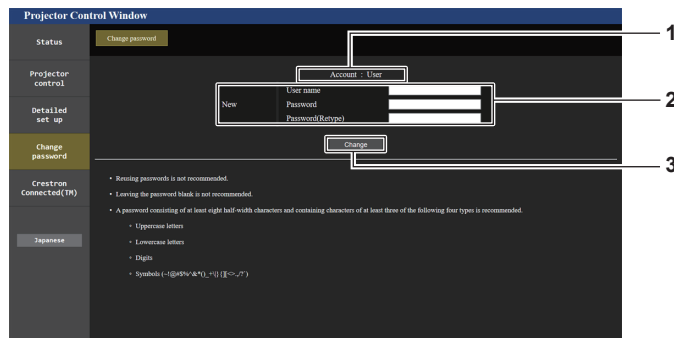 Projector Control Window
Status
Change password
1
Projector
control
Account : User
User name
New
Password
Password(Retype)
2
Detailed
set up
Change
password
Change
3
Crestron
Connected(TM)
Japanese
• Reusing passwords is not recommended.
• Leaving the password blank is not recommended.
• A password consisting of at least eight half-width characters and containing characters of at least three of the following four types is recommended.
• Uppercase letters
• Lowercase letters
• Digits
• Symbols (~!@#$%^&*()_+\|}{][<>.,/?`)